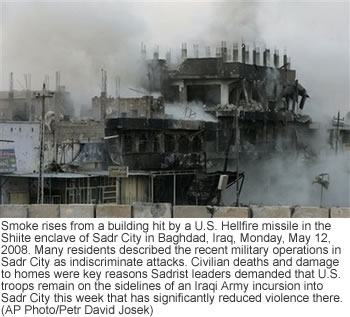 Smoke rises from a building hit by a U.S. Hellfire missile in the
Shiite enclave of Sadr City in Baghdad, Iraq, Monday, May 12,
2008. Many residents described the recent military operations in
Sadr City as indiscriminate attacks. Civilian deaths and damage
to homes were key reasons Sadrist leaders demanded that U.S.
troops remain on the sidelines of an Iraqi Army incursion into
Sadr City this week that has significantly reduced violence there.
(AP Photo/Petr David Josek)